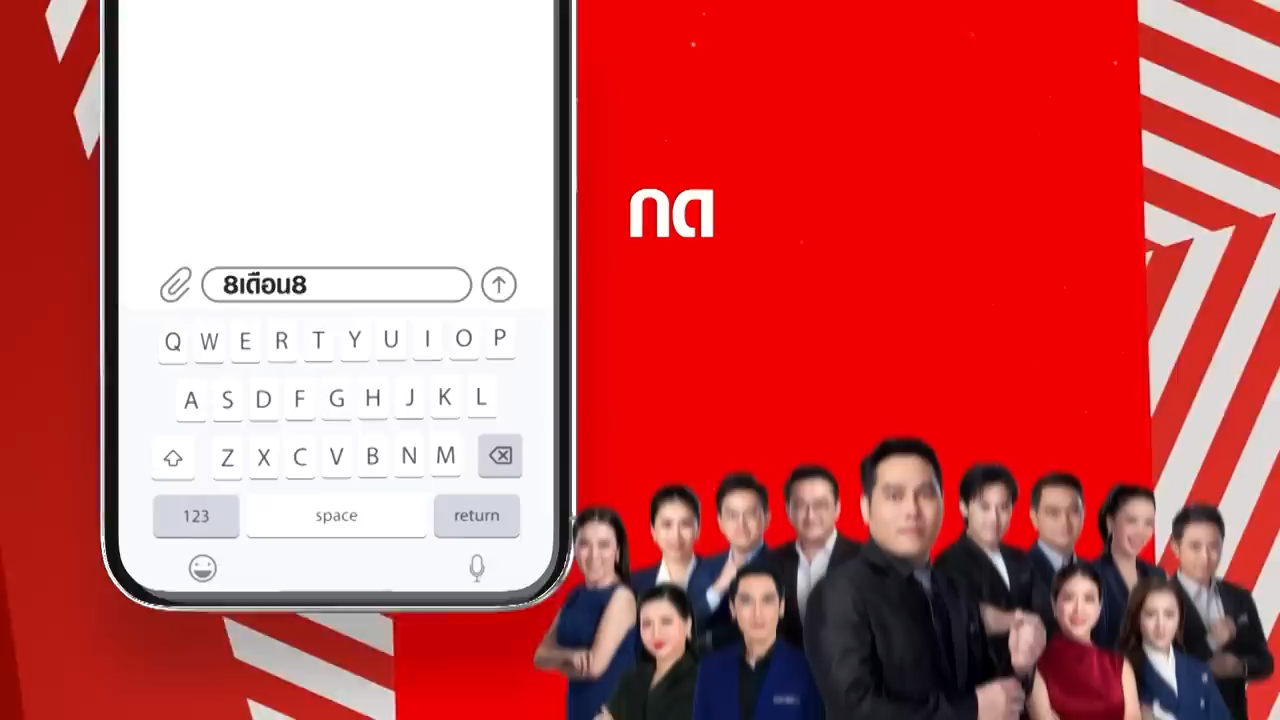 กด
8เดือน8
Q W E R T Y U I O P
A S D F G H J K L
Z X C V B N M
123 space return